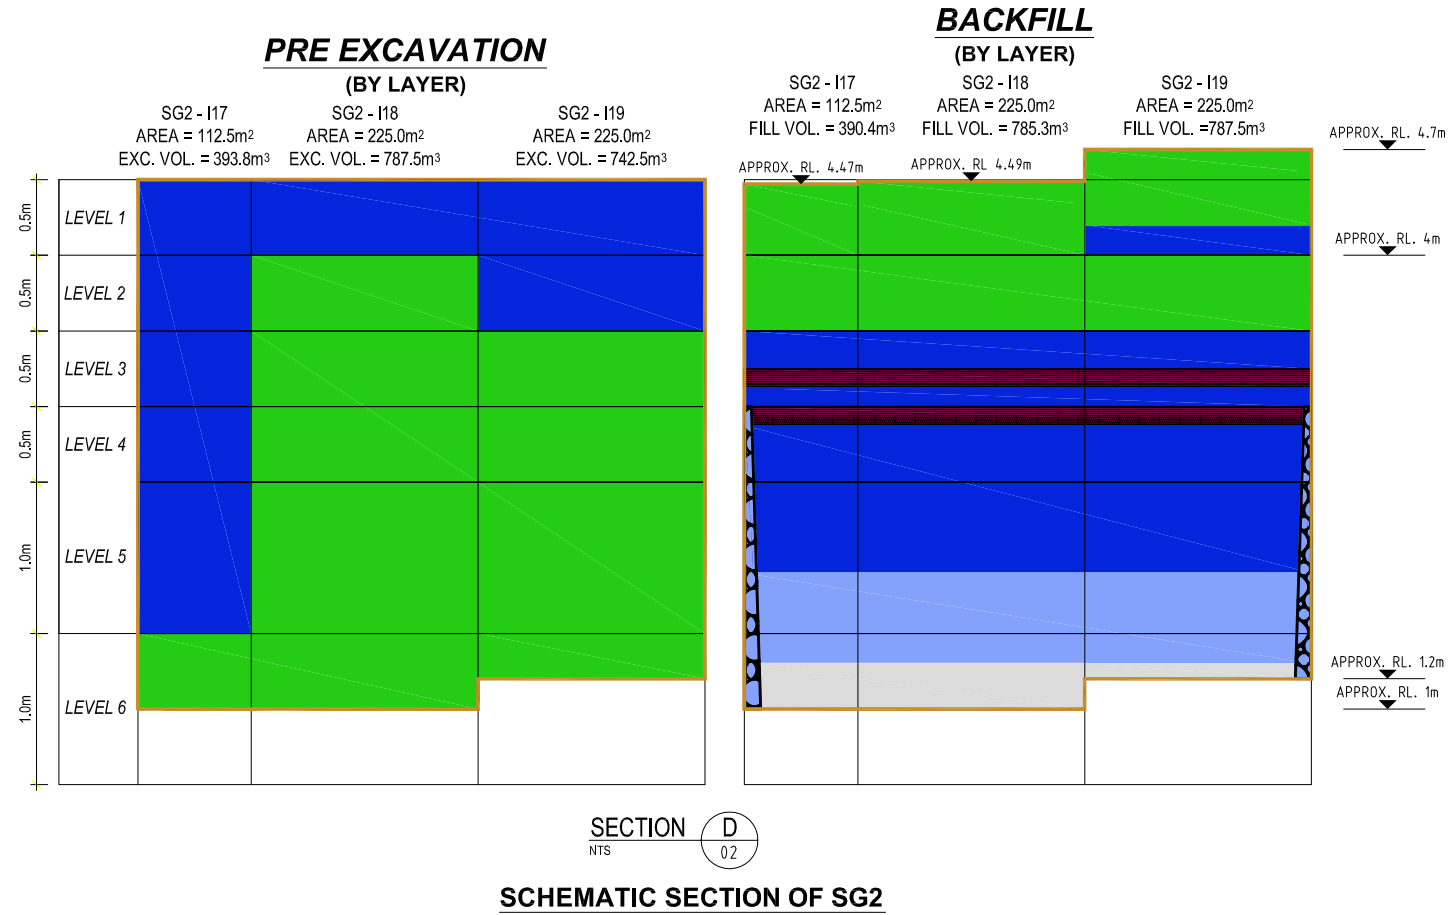 PRE EXCAVATION
(BY LAYER)
SG2 - I17
AREA = 112.5m²
EXC. VOL. = 393.8m³
SG2 - I18
AREA = 225.0m²
EXC. VOL. = 787.5m³
SG2 - I19
AREA = 225.0m²
EXC. VOL. = 742.5m³
0.5m
LEVEL 1
0.5m
LEVEL 2
0.5m
LEVEL 3
0.5m
LEVEL 4
1.0m
LEVEL 5
1.0m
LEVEL 6
BACKFILL
(BY LAYER)
SG2 - I17
AREA = 112.5m²
FILL VOL. = 390.4m³
SG2 - I18
AREA = 225.0m²
FILL VOL. = 785.3m³
SG2 - I19
AREA = 225.0m²
FILL VOL. = 787.5m³
APPROX. RL. 4.47m
APPROX. RL 4.49m
APPROX. RL. 4.7m
APPROX. RL. 4m
APPROX. RL. 1.2m
APPROX. RL. 1m
SECTION
NTS
D
02
SCHEMATIC SECTION OF SG2